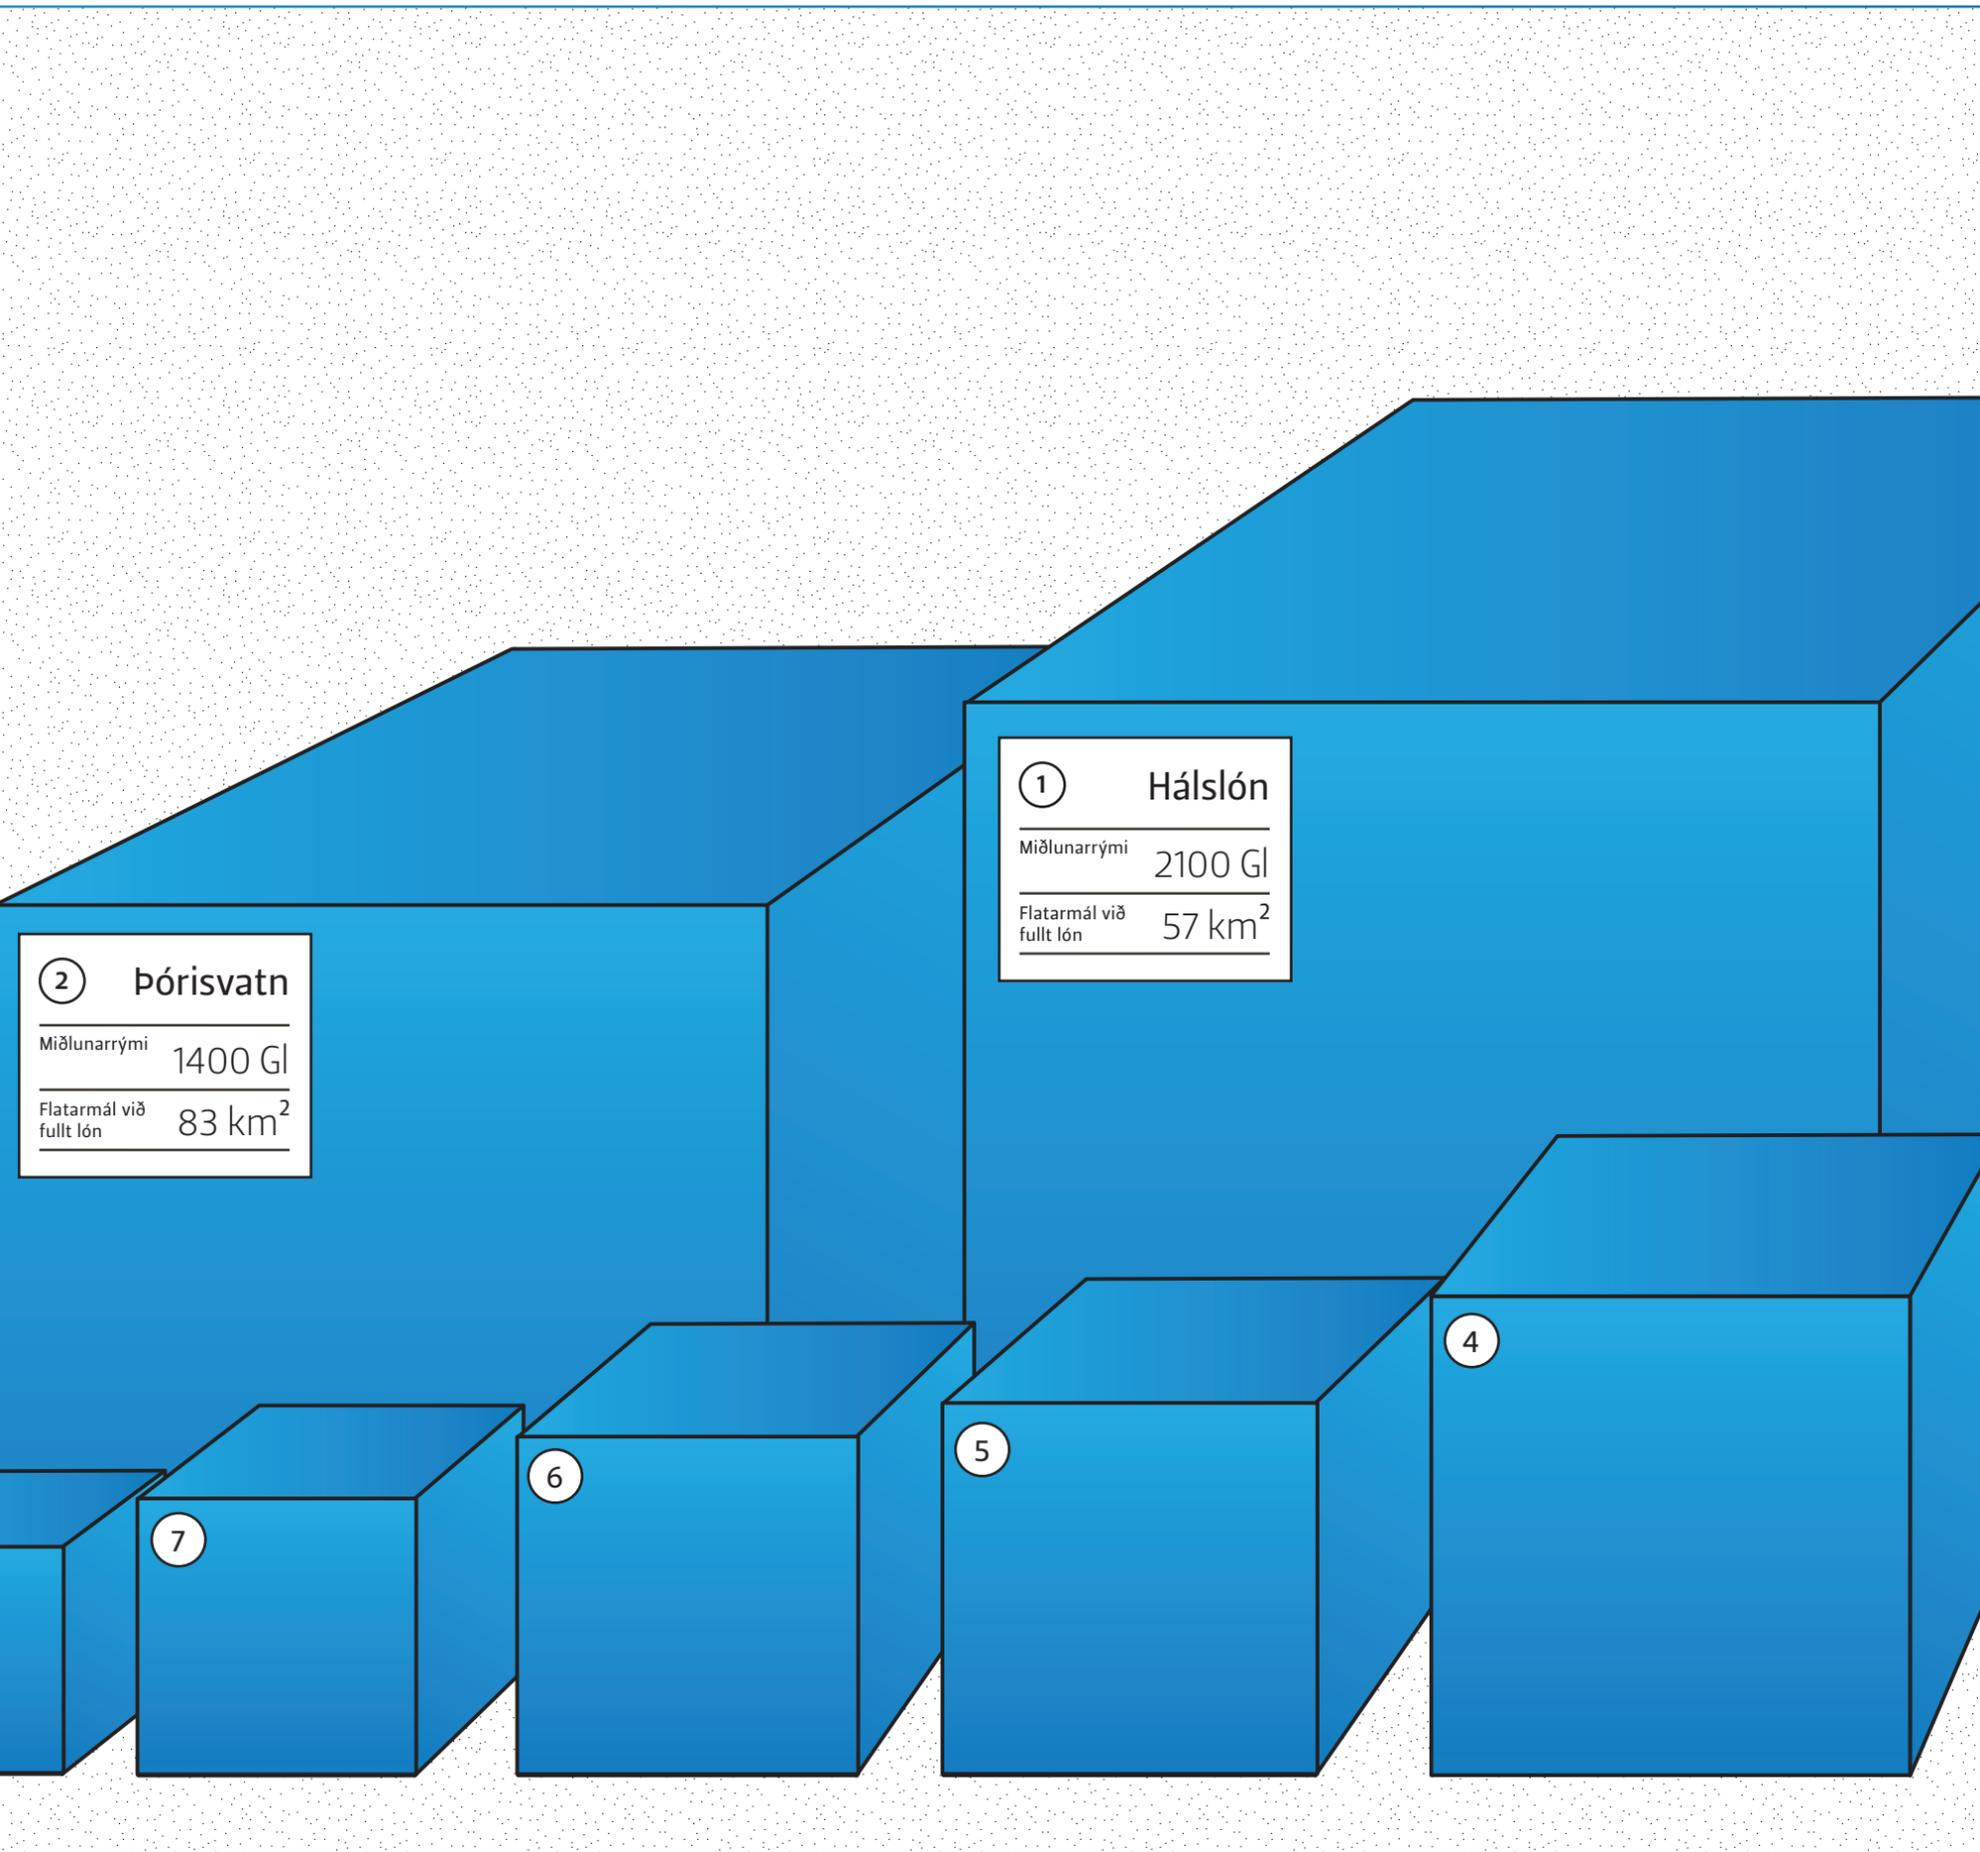 1 Hálslón
Miðlunarrými 2100 Gl
Flatarmál við fullt lón 57 km²
2 Þórisvatn
Miðlunarrými 1400 Gl
Flatarmál við fullt lón 83 km²
4
5
6
7